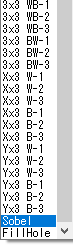 3x3 WB-1
3x3 WB-2
3x3 WB-3
3x3 BW-1
3x3 BW-2
3x3 BW-3
Xx3 W-1
Xx3 W-2
Xx3 W-3
Xx3 B-1
Xx3 B-2
Xx3 B-3
Yx3 W-1
Yx3 W-2
Yx3 W-3
Yx3 B-1
Yx3 B-2
Yx3 B-3
Sobel
FillHole